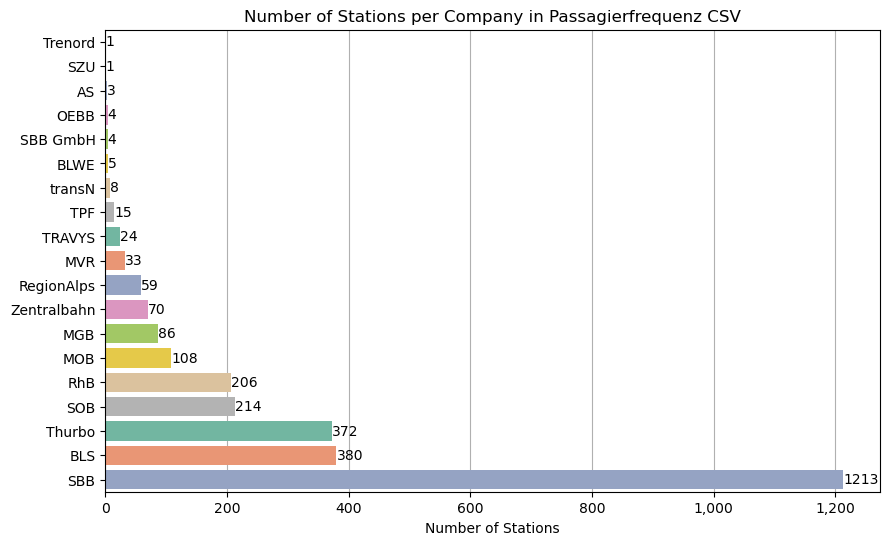 Number of Stations per Company in Passagierfrequenz CSV
Trenord 1
SZU 1
AS 3
OEBB 4
SBB GmbH 4
BLWE 5
transN 8
TPF 15
TRAVYS 24
MVR 33
RegionAlps 59
Zentralbahn 70
MGB 86
MOB 108
RhB 206
SOB 214
Thurbo 372
BLS 380
SBB 1213
0 200 400 600 800 1,000 1,200
Number of Stations